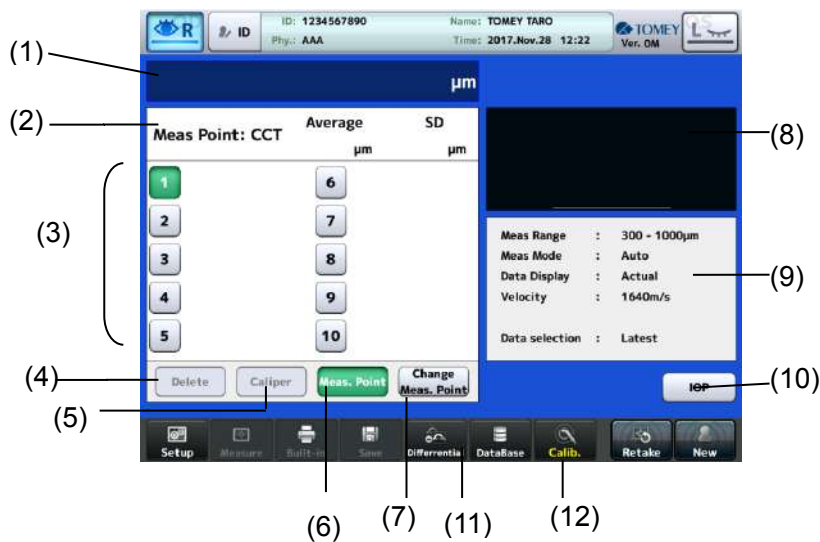 R
ID
ID: 1234567890
Name: TOMEY TARO
Phy.: AAA
Time: 2017.Nov.28 12:22
TOMEY
Ver. 0M
L
(1)
µm
(2)
Meas Point: CCT
Average
SD
µm
µm
(8)
(3)
1
6
2
7
3
8
4
9
5
10
Meas Range : 300 - 1000µm
Meas Mode : Auto
Data Display : Actual
Velocity : 1640m/s
Data selection : Latest
(9)
(4)
Delete
Caliper
Meas. Point
Change
Meas. Point
IOP
(10)
(5)
Setup
Measure
Built-in
Save
Differrential
DataBase
Calib.
Retake
New
(6)
(7)
(11)
(12)